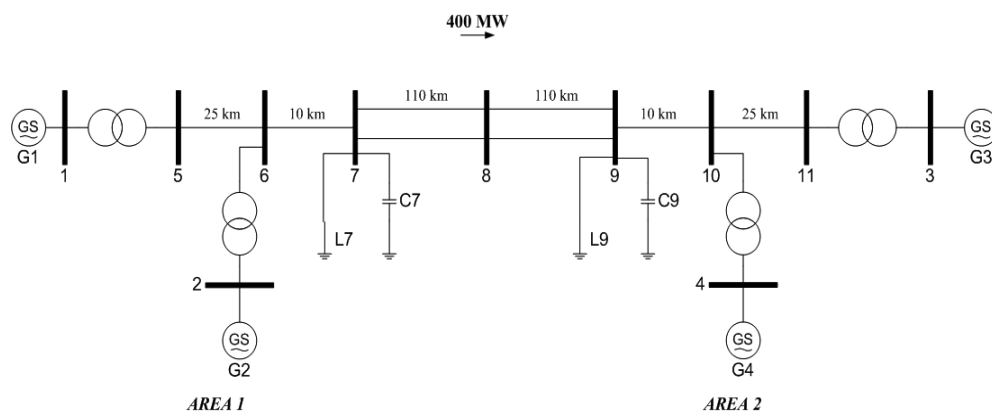 400 MW
110 km 110 km
25 km 10 km 10 km 25 km
GS GS
G1 G3
1 5 6 7 8 9 10 11 3
C7 C9
L7 L9
2 4
GS GS
G2 G4
AREA 1 AREA 2